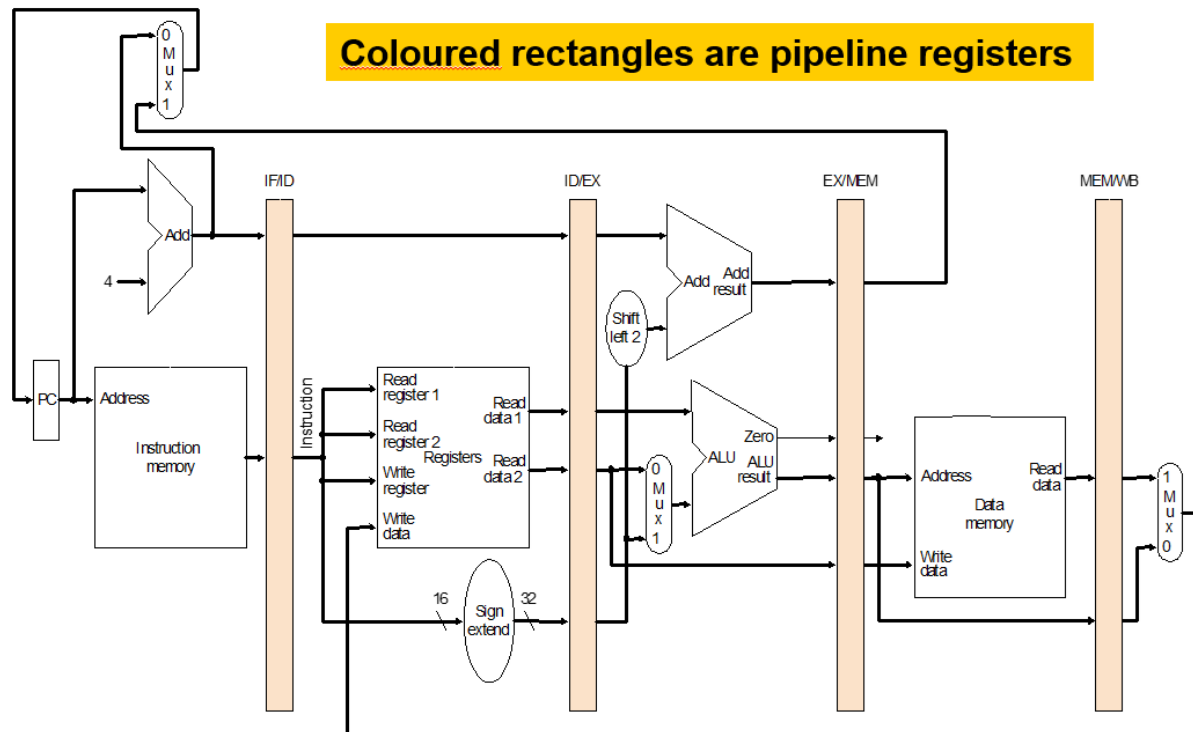 Coloured rectangles are pipeline registers
0
M
u
x
1
IF/ID
ID/EX
EX/MEM
MEM/WB
Add
4
Add
Add
result
Shift
left 2
PC
Address
Instruction
memory
Instruction
Read
register 1
Read
register 2
Registers
Write
register
Write
data
Read
data 1
Read
data 2
0
M
u
x
1
Zero
ALU
ALU
result
Address
Read
data
Data
memory
Write
data
1
M
u
x
0
16
Sign
extend
32